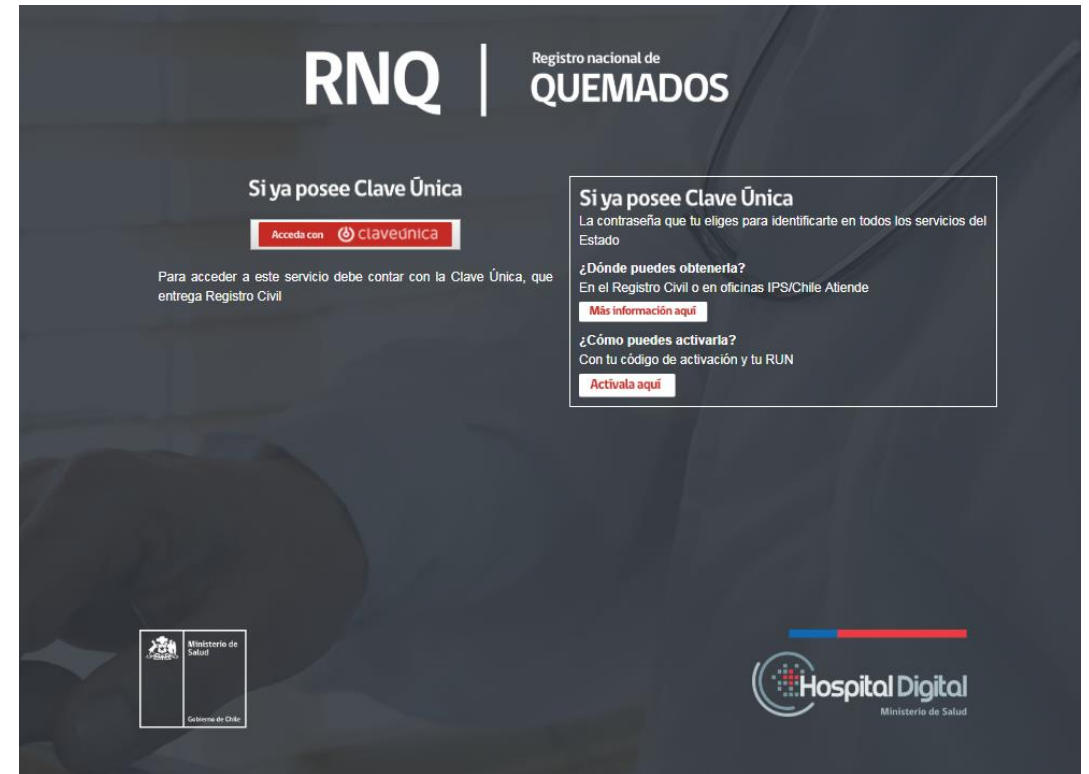 RNQ
Registro nacional de
QUEMADOS
Si ya posee Clave Única
Acceda con claveúnica
Para acceder a este servicio debe contar con la Clave Única, que
entrega Registro Civil
Si ya posee Clave Única
La contraseña que tu eliges para identificarte en todos los servicios del
Estado
¿Dónde puedes obtenerla?
En el Registro Civil o en oficinas IPS/Chile Atiende
Más información aquí
¿Cómo puedes activarla?
Con tu código de activación y tu RUN
Actívala aquí
Ministerio de
Salud
Gobierno de Chile
Hospital Digital
Ministerio de Salud